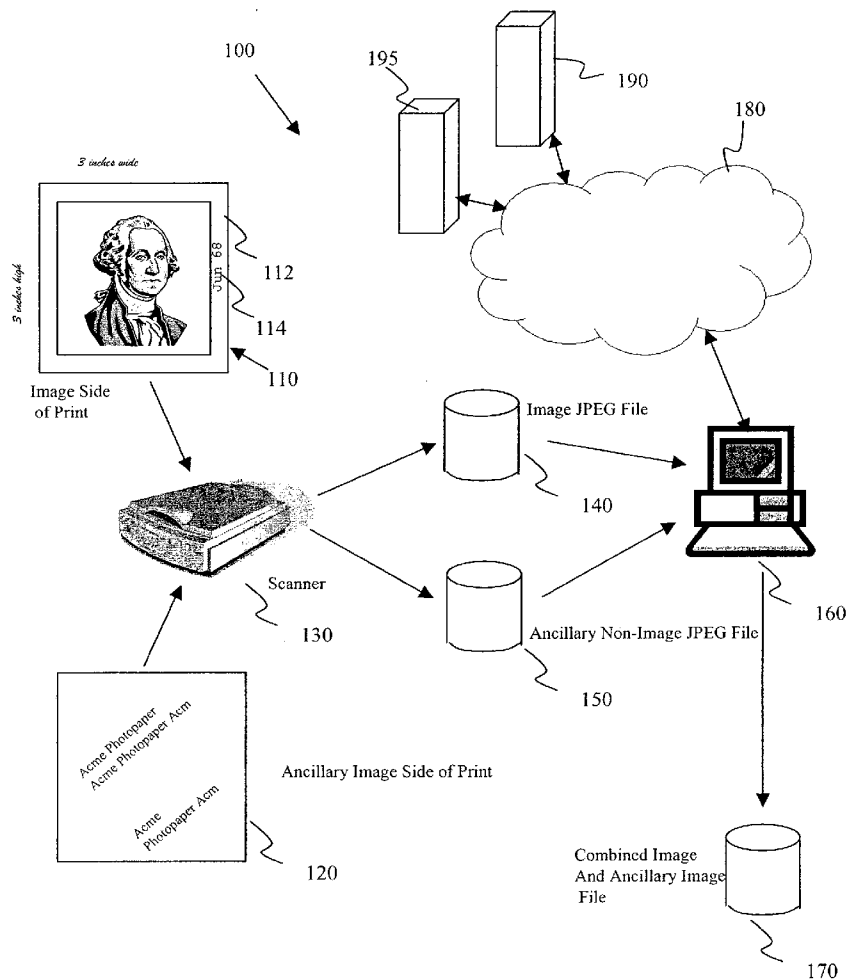 100
195
190
180
3 inches wide
3 inches high
Jun '68
112
114
110
Image Side
of Print
Image JPEG File
140
Scanner
130
Ancillary Non-Image JPEG File
150
160
Acme Photopaper
Acme Photopaper Acm
Acme
Photopaper Acm
Ancillary Image Side of Print
120
Combined Image
And Ancillary Image
File
170